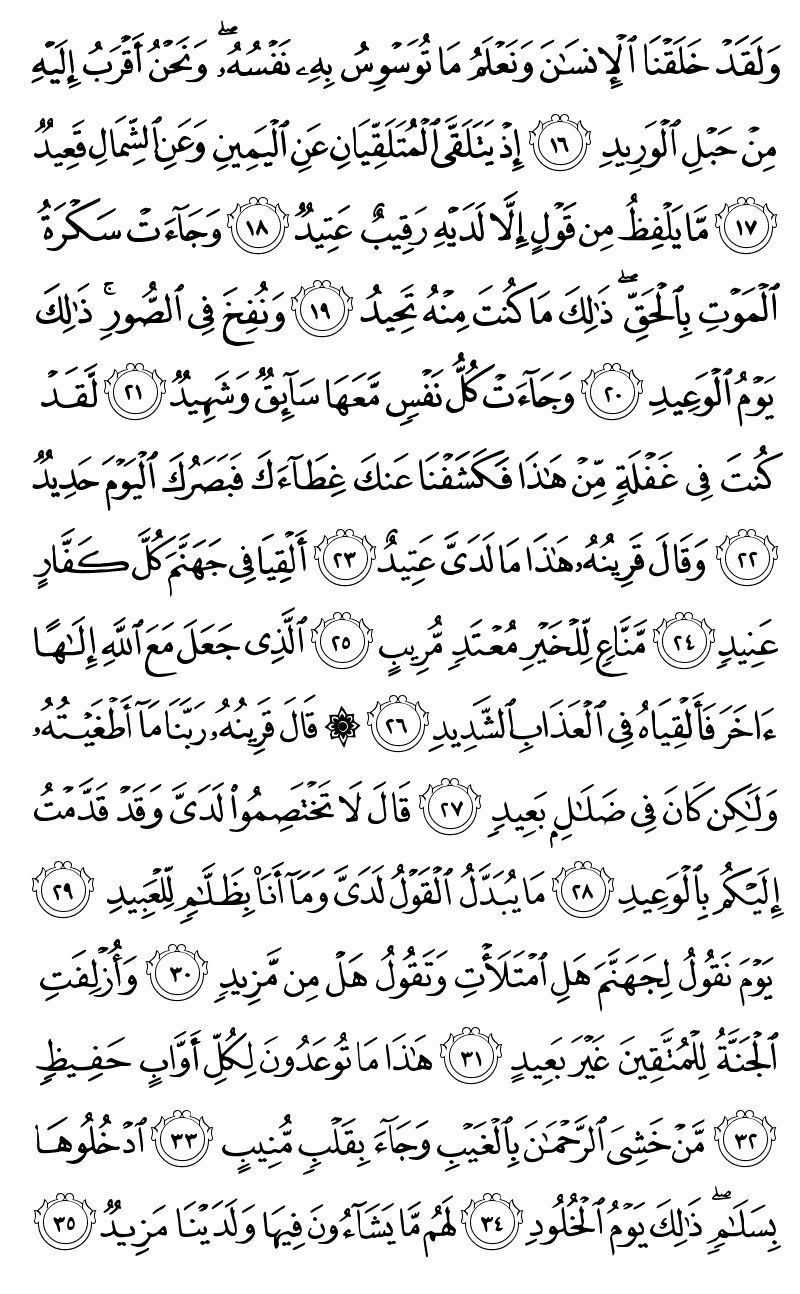 وَلَقَدۡ خَلَقۡنَا ٱلۡإِنسَٰنَ وَنَعۡلَمُ مَا تُوَسۡوِسُ بِهِۦ نَفۡسُهُۥۖ وَنَحۡنُ أَقۡرَبُ إِلَيۡهِ
مِنۡ حَبۡلِ ٱلۡوَرِيدِ ١٦ إِذۡ يَتَلَقَّى ٱلۡمُتَلَقِّيَانِ عَنِ ٱلۡيَمِينِ وَعَنِ ٱلشِّمَالِ قَعِيدٞ
١٧ مَّا يَلۡفِظُ مِن قَوۡلٍ إِلَّا لَدَيۡهِ رَقِيبٌ عَتِيدٞ ١٨ وَجَآءَتۡ سَكۡرَةُ
ٱلۡمَوۡتِ بِٱلۡحَقِّۖ ذَٰلِكَ مَا كُنتَ مِنۡهُ تَحِيدُ ١٩ وَنُفِخَ فِي ٱلصُّورِۚ ذَٰلِكَ
يَوۡمُ ٱلۡوَعِيدِ ٢٠ وَجَآءَتۡ كُلُّ نَفۡسٖ مَّعَهَا سَآئِقٞ وَشَهِيدٞ ٢١ لَّقَدۡ
كُنتَ فِي غَفۡلَةٖ مِّنۡ هَٰذَا فَكَشَفۡنَا عَنكَ غِطَآءَكَ فَبَصَرُكَ ٱلۡيَوۡمَ حَدِيدٞ
٢٢ وَقَالَ قَرِينُهُۥ هَٰذَا مَا لَدَيَّ عَتِيدٌ ٢٣ أَلۡقِيَا فِي جَهَنَّمَ كُلَّ كَفَّارٍ
عَنِيدٖ ٢٤ مَّنَّاعٖ لِّلۡخَيۡرِ مُعۡتَدٖ مُّرِيبٍ ٢٥ ٱلَّذِي جَعَلَ مَعَ ٱللَّهِ إِلَٰهًا
ءَاخَرَ فَأَلۡقِيَاهُ فِي ٱلۡعَذَابِ ٱلشَّدِيدِ ٢٦ ۞ قَالَ قَرِينُهُۥ رَبَّنَا مَآ أَطۡغَيۡتُهُۥ
وَلَٰكِن كَانَ فِي ضَلَٰلِۭ بَعِيدٖ ٢٧ قَالَ لَا تَخۡتَصِمُواْ لَدَيَّ وَقَدۡ قَدَّمۡتُ
إِلَيۡكُم بِٱلۡوَعِيدِ ٢٨ مَا يُبَدَّلُ ٱلۡقَوۡلُ لَدَيَّ وَمَآ أَنَا۠ بِظَلَّٰمٖ لِّلۡعَبِيدِ ٢٩
يَوۡمَ نَقُولُ لِجَهَنَّمَ هَلِ ٱمۡتَلَأۡتِ وَتَقُولُ هَلۡ مِن مَّزِيدٖ ٣٠ وَأُزۡلِفَتِ
ٱلۡجَنَّةُ لِلۡمُتَّقِينَ غَيۡرَ بَعِيدٍ ٣١ هَٰذَا مَا تُوعَدُونَ لِكُلِّ أَوَّابٍ حَفِيظٖ
٣٢ مَّنۡ خَشِيَ ٱلرَّحۡمَٰنَ بِٱلۡغَيۡبِ وَجَآءَ بِقَلۡبٖ مُّنِيبٍ ٣٣ ٱدۡخُلُوهَا
بِسَلَٰمٖۖ ذَٰلِكَ يَوۡمُ ٱلۡخُلُودِ ٣٤ لَهُم مَّا يَشَآءُونَ فِيهَا وَلَدَيۡنَا مَزِيدٞ ٣٥